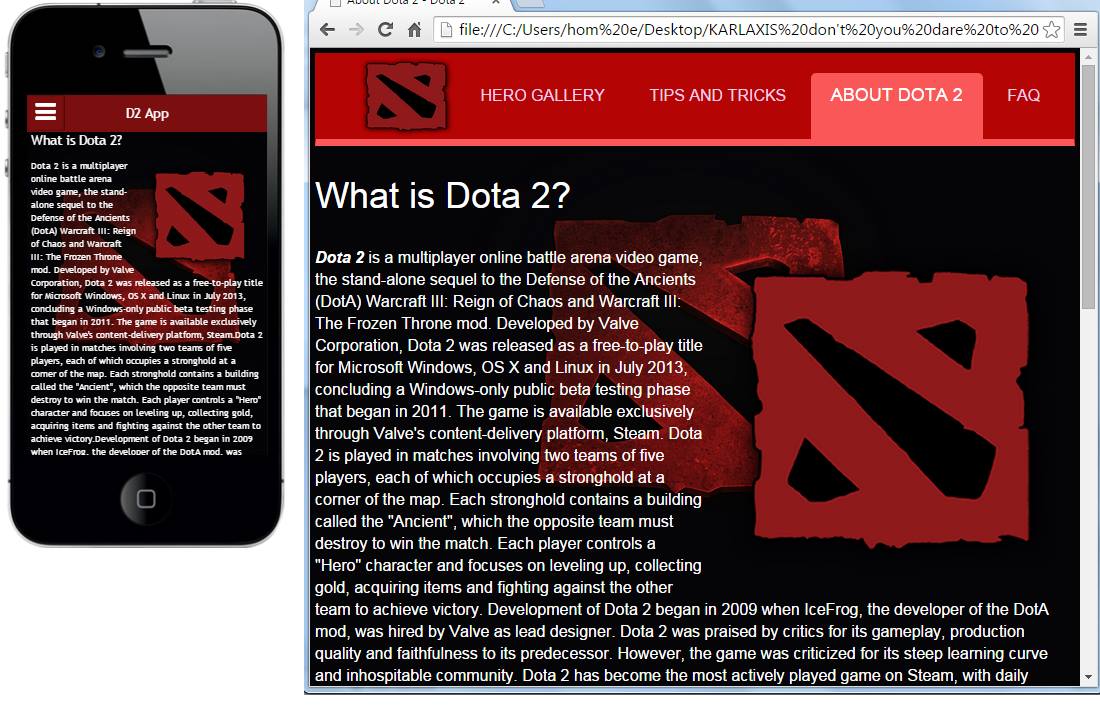 D2 App
What is Dota 2?
Dota 2 is a multiplayer
online battle arena
video game, the stand-
alone sequel to the
Defense of the Ancients
(DotA) Warcraft III: Reign
of Chaos and Warcraft
III: The Frozen Throne
mod. Developed by Valve
Corporation, Dota 2 was released as a free-to-play title
for Microsoft Windows, OS X and Linux in July 2013,
concluding a Windows-only public beta testing phase
that began in 2011. The game is available exclusively
through Valve's content-delivery platform, Steam.Dota 2
is played in matches involving two teams of five
players, each of which occupies a stronghold at a
corner of the map. Each stronghold contains a building
called the "Ancient", which the opposite team must
destroy to win the match. Each player controls a "Hero"
character and focuses on leveling up, collecting gold,
acquiring items and fighting against the other team to
achieve victory.Development of Dota 2 began in 2009
when IceFrog, the developer of the DotA mod, was
About Dota 2 - Dota 2
file:///C:/Users/hom%20e/Desktop/KARLAXIS%20don't%20you%20dare%20to%20
HERO GALLERY TIPS AND TRICKS ABOUT DOTA 2 FAQ
What is Dota 2?
Dota 2 is a multiplayer online battle arena video game,
the stand-alone sequel to the Defense of the Ancients
(DotA) Warcraft III: Reign of Chaos and Warcraft III:
The Frozen Throne mod. Developed by Valve
Corporation, Dota 2 was released as a free-to-play title
for Microsoft Windows, OS X and Linux in July 2013,
concluding a Windows-only public beta testing phase
that began in 2011. The game is available exclusively
through Valve's content-delivery platform, Steam. Dota
2 is played in matches involving two teams of five
players, each of which occupies a stronghold at a
corner of the map. Each stronghold contains a building
called the "Ancient", which the opposite team must
destroy to win the match. Each player controls a
"Hero" character and focuses on leveling up, collecting
gold, acquiring items and fighting against the other
team to achieve victory. Development of Dota 2 began in 2009 when IceFrog, the developer of the DotA
mod, was hired by Valve as lead designer. Dota 2 was praised by critics for its gameplay, production
quality and faithfulness to its predecessor. However, the game was criticized for its steep learning curve
and inhospitable community. Dota 2 has become the most actively played game on Steam, with daily